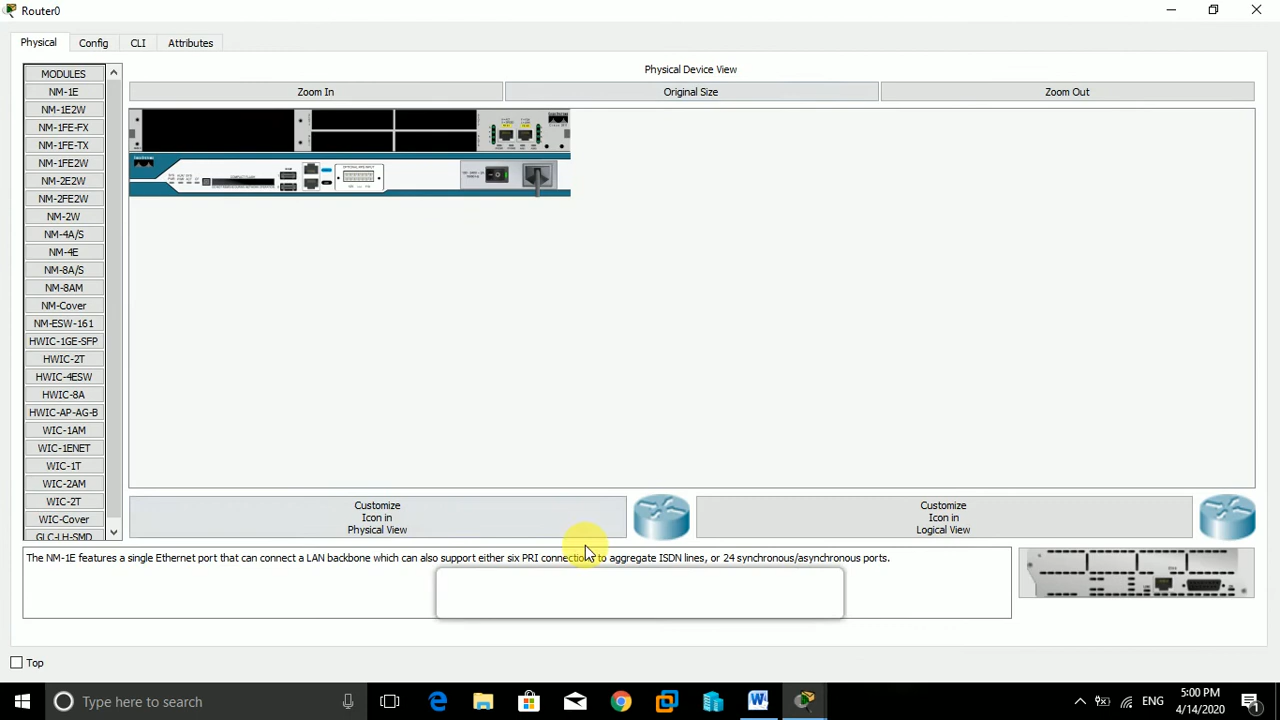 Router0
Physical
Config
CLI
Attributes
MODULES
NM-1E
NM-1E2W
NM-1FE-FX
NM-1FE-TX
NM-1FE2W
NM-2E2W
NM-2FE2W
NM-2W
NM-4A/S
NM-4E
NM-8A/S
NM-8AM
NM-Cover
NM-ESW-161
HWIC-1GE-SFP
HWIC-2T
HWIC-4ESW
HWIC-8A
HWIC-AP-AG-B
WIC-1AM
WIC-1ENET
WIC-1T
WIC-2AM
WIC-2T
WIC-Cover
GLC-LH-SMD
Physical Device View
Zoom In
Original Size
Zoom Out
Customize
Icon in
Physical View
Customize
Icon in
Logical View
The NM-1E features a single Ethernet port that can connect a LAN backbone which can also support either six PRI connections to aggregate ISDN lines, or 24 synchronous/asynchronous ports.
Top
Type here to search
ENG
5:00 PM
4/14/2020